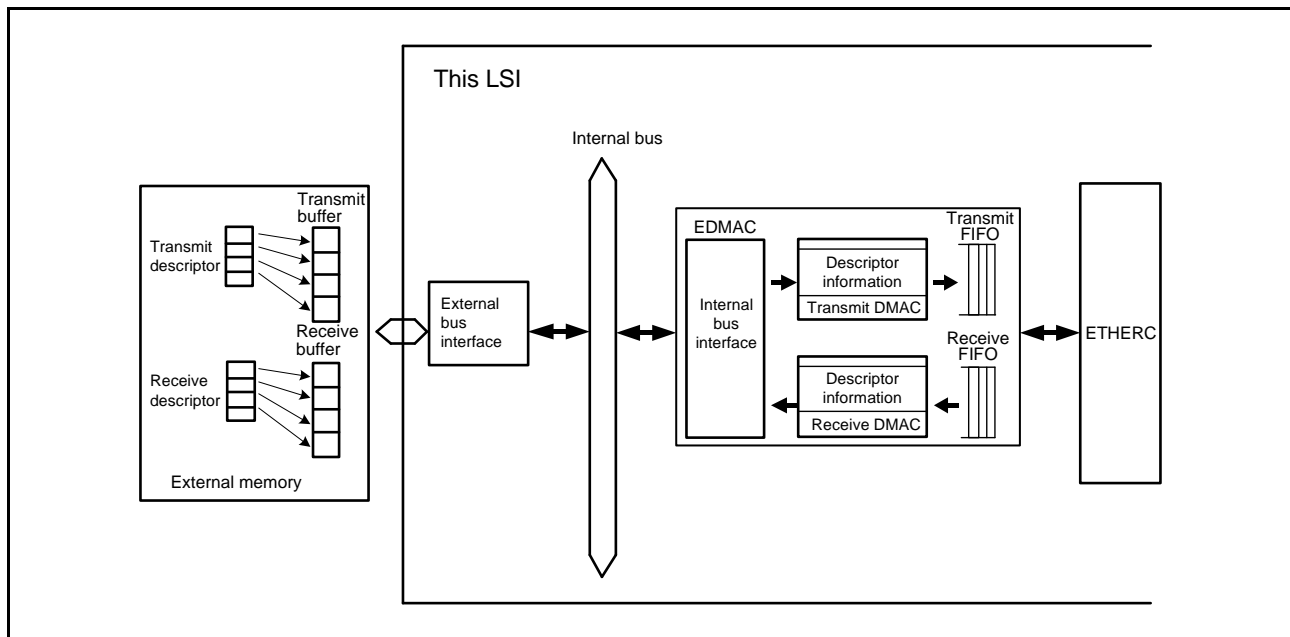 This LSI
Internal bus
Transmit
buffer
Transmit
descriptor
Receive
buffer
Receive
descriptor
External memory
External
bus
interface
EDMAC
Internal
bus
interface
Descriptor
information
Transmit DMAC
Transmit
FIFO
Descriptor
information
Receive DMAC
Receive
FIFO
ETHERC